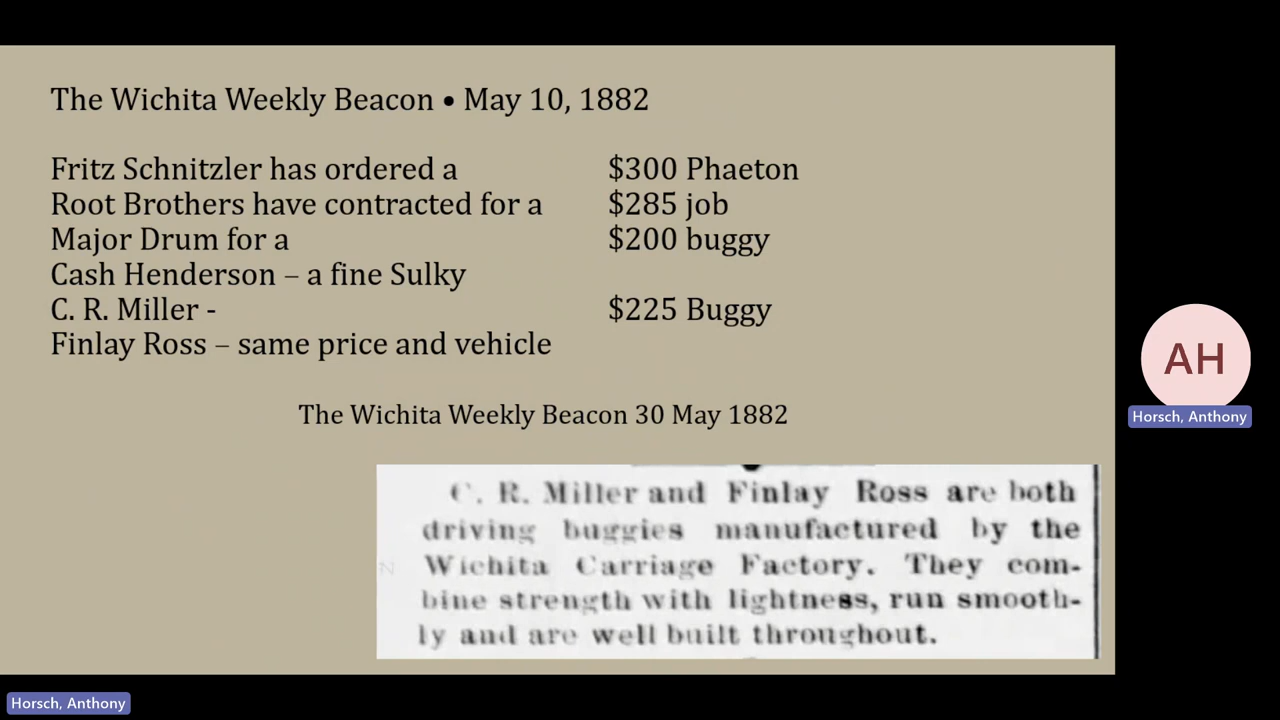 The Wichita Weekly Beacon • May 10, 1882
Fritz Schnitzler has ordered a $300 Phaeton
Root Brothers have contracted for a $285 job
Major Drum for a $200 buggy
Cash Henderson – a fine Sulky
C. R. Miller - $225 Buggy
Finlay Ross – same price and vehicle
The Wichita Weekly Beacon 30 May 1882
C. R. Miller and Finlay Ross are both
driving buggies manufactured by the
Wichita Carriage Factory. They com-
bine strength with lightness, run smooth-
ly and are well built throughout.
AH
Horsch, Anthony
Horsch, Anthony